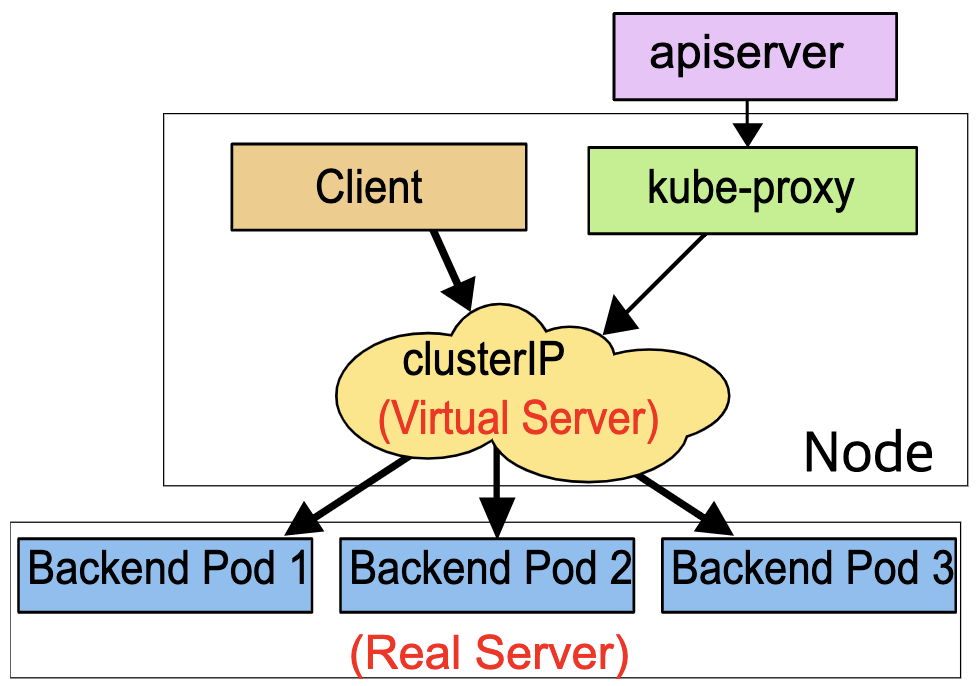 apiserver
Client
kube-proxy
clusterIP
(Virtual Server)
Node
Backend Pod 1
Backend Pod 2
Backend Pod 3
(Real Server)